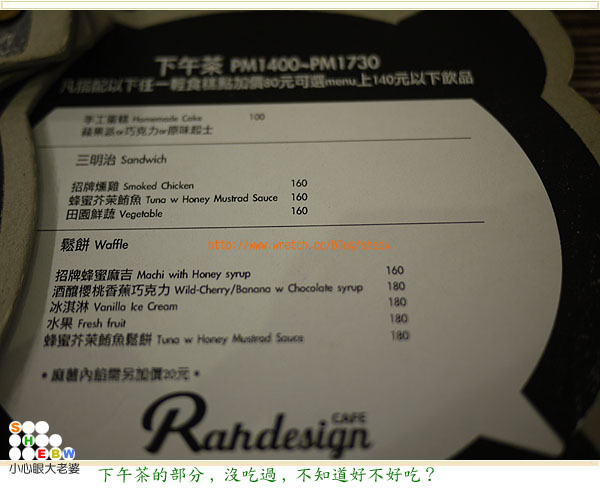 下午茶 PM1400~PM1730
凡搭配以下任一輕食糕點加價80元可選menu上140元以下飲品
手工蛋糕 Homemade Cake 100
蘋果派or巧克力or原味起士
三明治 Sandwich
招牌燻雞 Smoked Chicken 160
蜂蜜芥茉鮪魚 Tuna w Honey Mustrad Sauce 160
田園鮮蔬 Vegetable 160
鬆餅 Waffle
招牌蜂蜜麻吉 Machi with Honey syrup 160
酒釀櫻桃香蕉巧克力 Wild-Cherry/Banana w Chocolate syrup 180
冰淇淋 Vanilla Ice Cream 180
水果 Fresh fruit 180
蜂蜜芥茉鮪魚鬆餅 Tuna w Honey Mustrad Sauce 180
•麻薯內餡需另加價20元•
CAFE
Rahdesign
SHEBW
小心眼大老婆
下午茶的部分，沒吃過，不知道好不好吃？